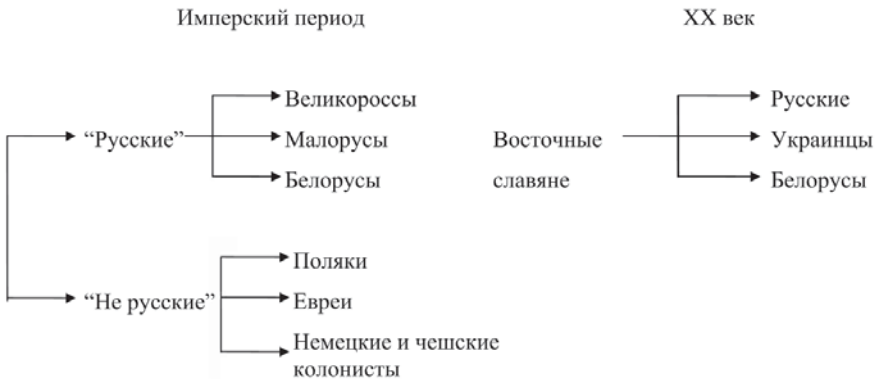 Имперский период
XX век
“Русские”
Великороссы
Малорусы
Белорусы
“Не русские”
Поляки
Евреи
Немецкие и чешские
колонисты
Восточные
славяне
Русские
Украинцы
Белорусы